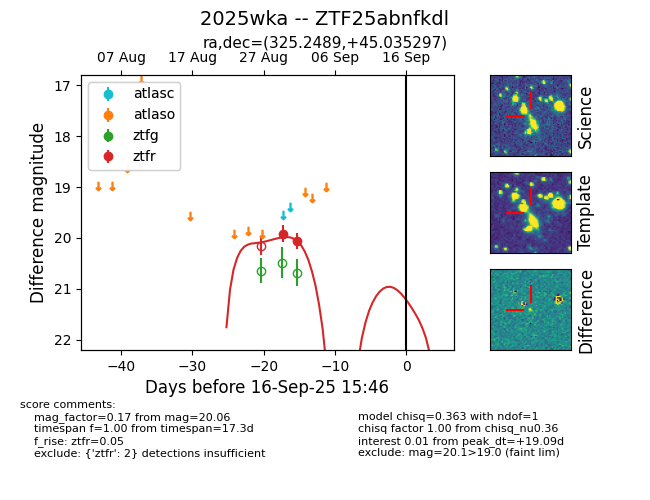 2025wka -- ZTF25abnfkdl
ra,dec=(325.2489,+45.035297)
07 Aug 17 Aug 27 Aug 06 Sep 16 Sep
17
18
19
20
21
22
Difference magnitude
atlasc
atlaso
ztfg
ztfr
−40 −30 −20 −10 0
Days before 16-Sep-25 15:46
Science
Template
Difference
score comments:
mag_factor=0.17 from mag=20.06
timespan f=1.00 from timespan=17.3d
f_rise: ztfr=0.05
exclude: {'ztfr': 2} detections insufficient
model chisq=0.363 with ndof=1
chisq factor 1.00 from chisq_nu0.36
interest 0.01 from peak_dt=+19.09d
exclude: mag=20.1>19.0 (faint lim)